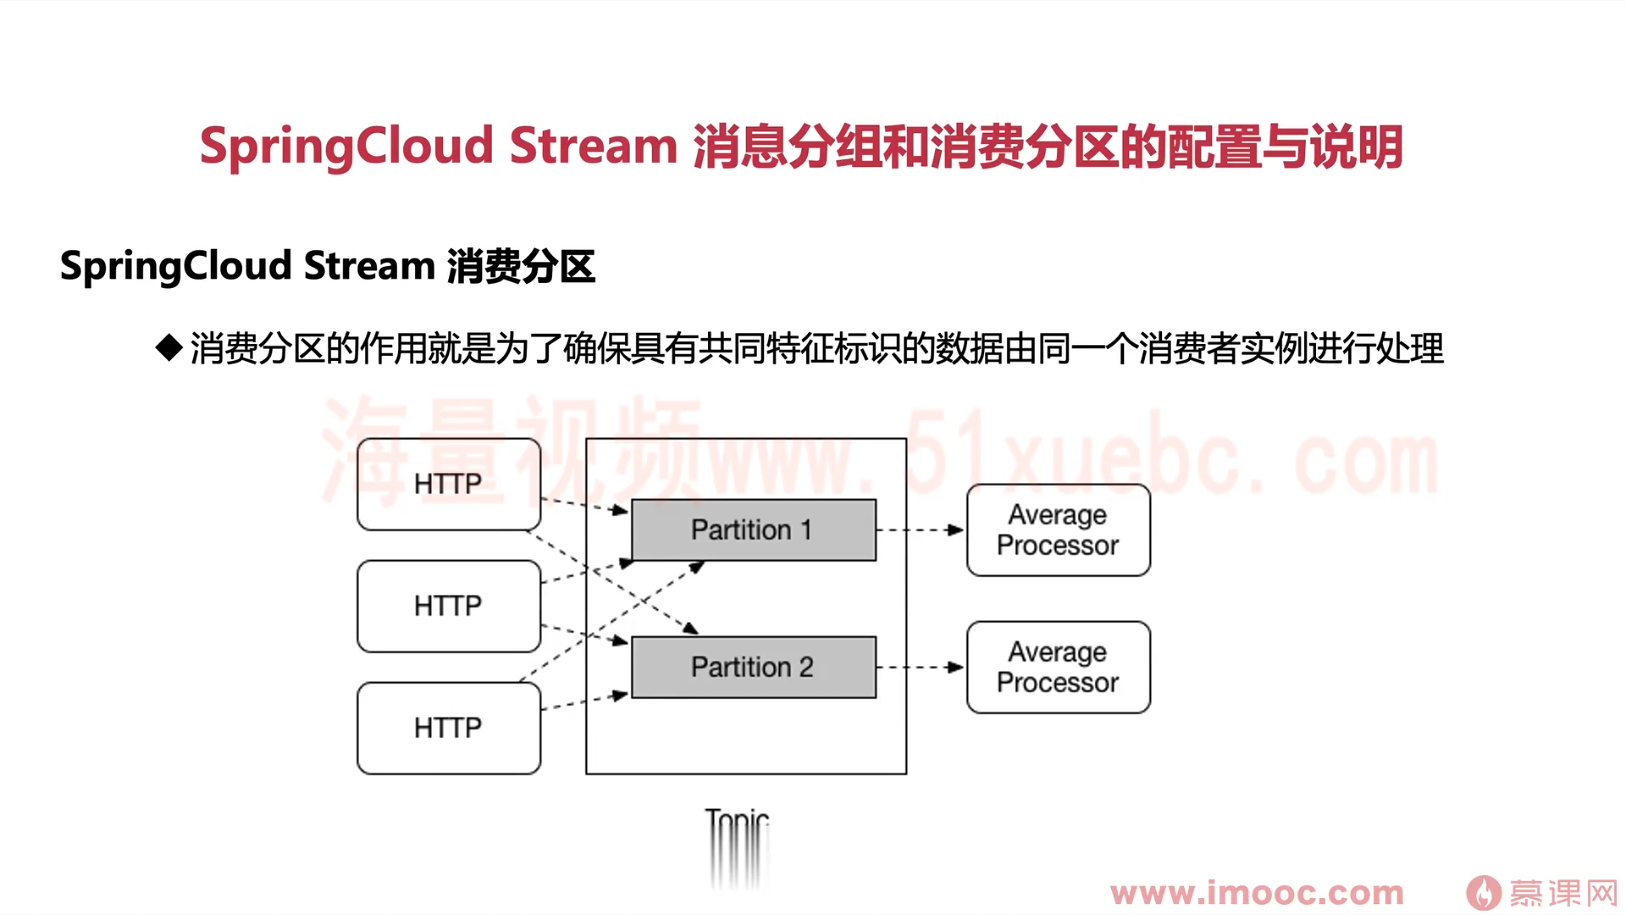 SpringCloud Stream 消息分组和消费分区的配置与说明
SpringCloud Stream 消费分区
◆ 消费分区的作用就是为了确保具有共同特征标识的数据由同一个消费者实例进行处理
海量视频www.51xuebc.com
HTTP
HTTP
HTTP
Partition 1
Partition 2
Average
Processor
Average
Processor
Topic
www.imooc.com
慕课网